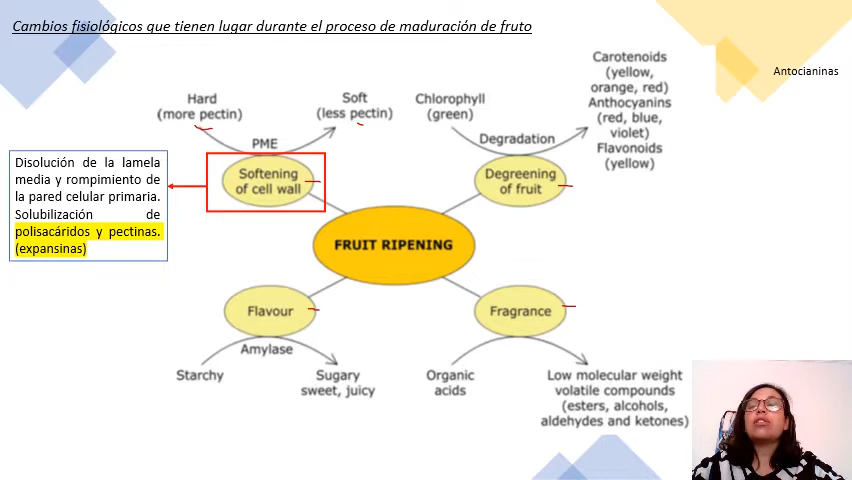 Cambios fisiológicos que tienen lugar durante el proceso de maduración de fruto
Antocianinas
Hard
(more pectin)
Soft
(less pectin)
PME
Softening
of cell wall
Chlorophyll
(green)
Degradation
Carotenoids
(yellow,
orange, red)
Anthocyanins
(red, blue,
violet)
Flavonoids
(yellow)
Degreening
of fruit
Disolución de la lamela
media y rompimiento de
la pared celular primaria.
Solubilización de
polisacáridos y pectinas.
(expansinas)
FRUIT RIPENING
Flavour
Amylase
Starchy
Sugary
sweet, juicy
Fragrance
Organic
acids
Low molecular weight
volatile compounds
(esters, alcohols,
aldehydes and ketones)